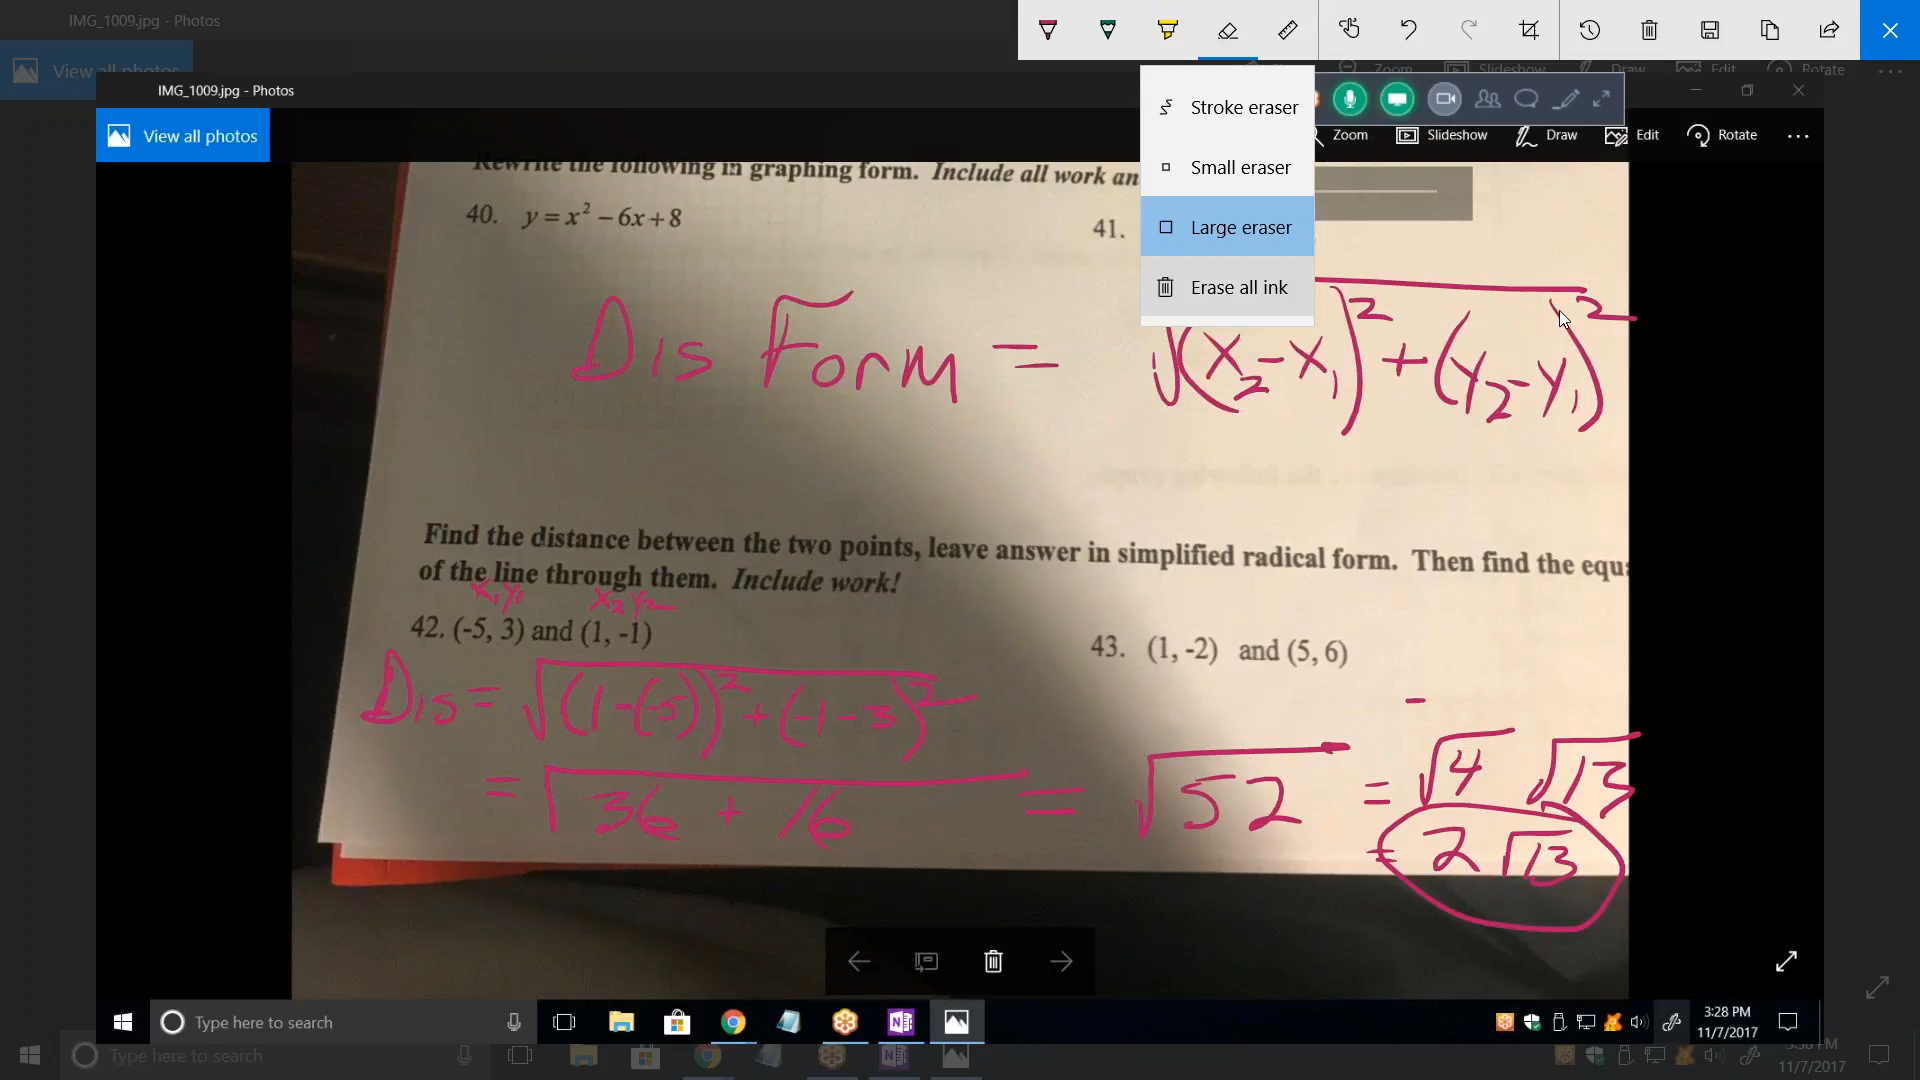 IMG_1009.jpg - Photos
View all photos
Zoom Slideshow Draw Edit Rotate
IMG_1009.jpg - Photos
View all photos
Zoom Slideshow Draw Edit Rotate
Stroke eraser
Small eraser
Large eraser
Erase all ink
Rewrite the following in graphing form. Include all work an
40. y = x² - 6x + 8
41.
Dis Form = √(x₂-x₁)² + (y₂-y₁)²
Find the distance between the two points, leave answer in simplified radical form. Then find the equa
of the line through them. Include work!
x₁ y₁ x₂ y₂
42. (-5, 3) and (1, -1)
43. (1, -2) and (5, 6)
Dis = √(1-(-5))² + (-1-3)²
= √36 + 16 = √52 = √4 √13
= 2 √13
Type here to search
3:28 PM
11/7/2017
Type here to search
11/7/2017